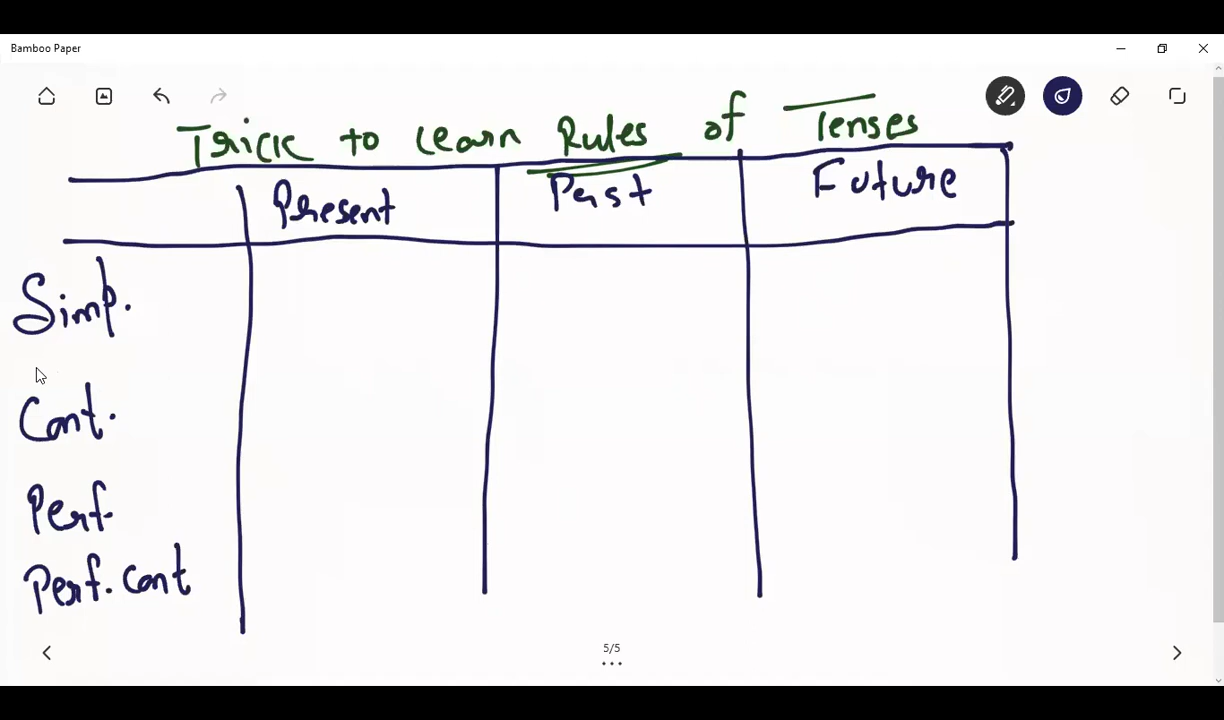 Bamboo Paper
Trick to Learn Rules of Tenses
Present Past Future
Simp.
Cont.
Perf.
Perf. Cont
5/5